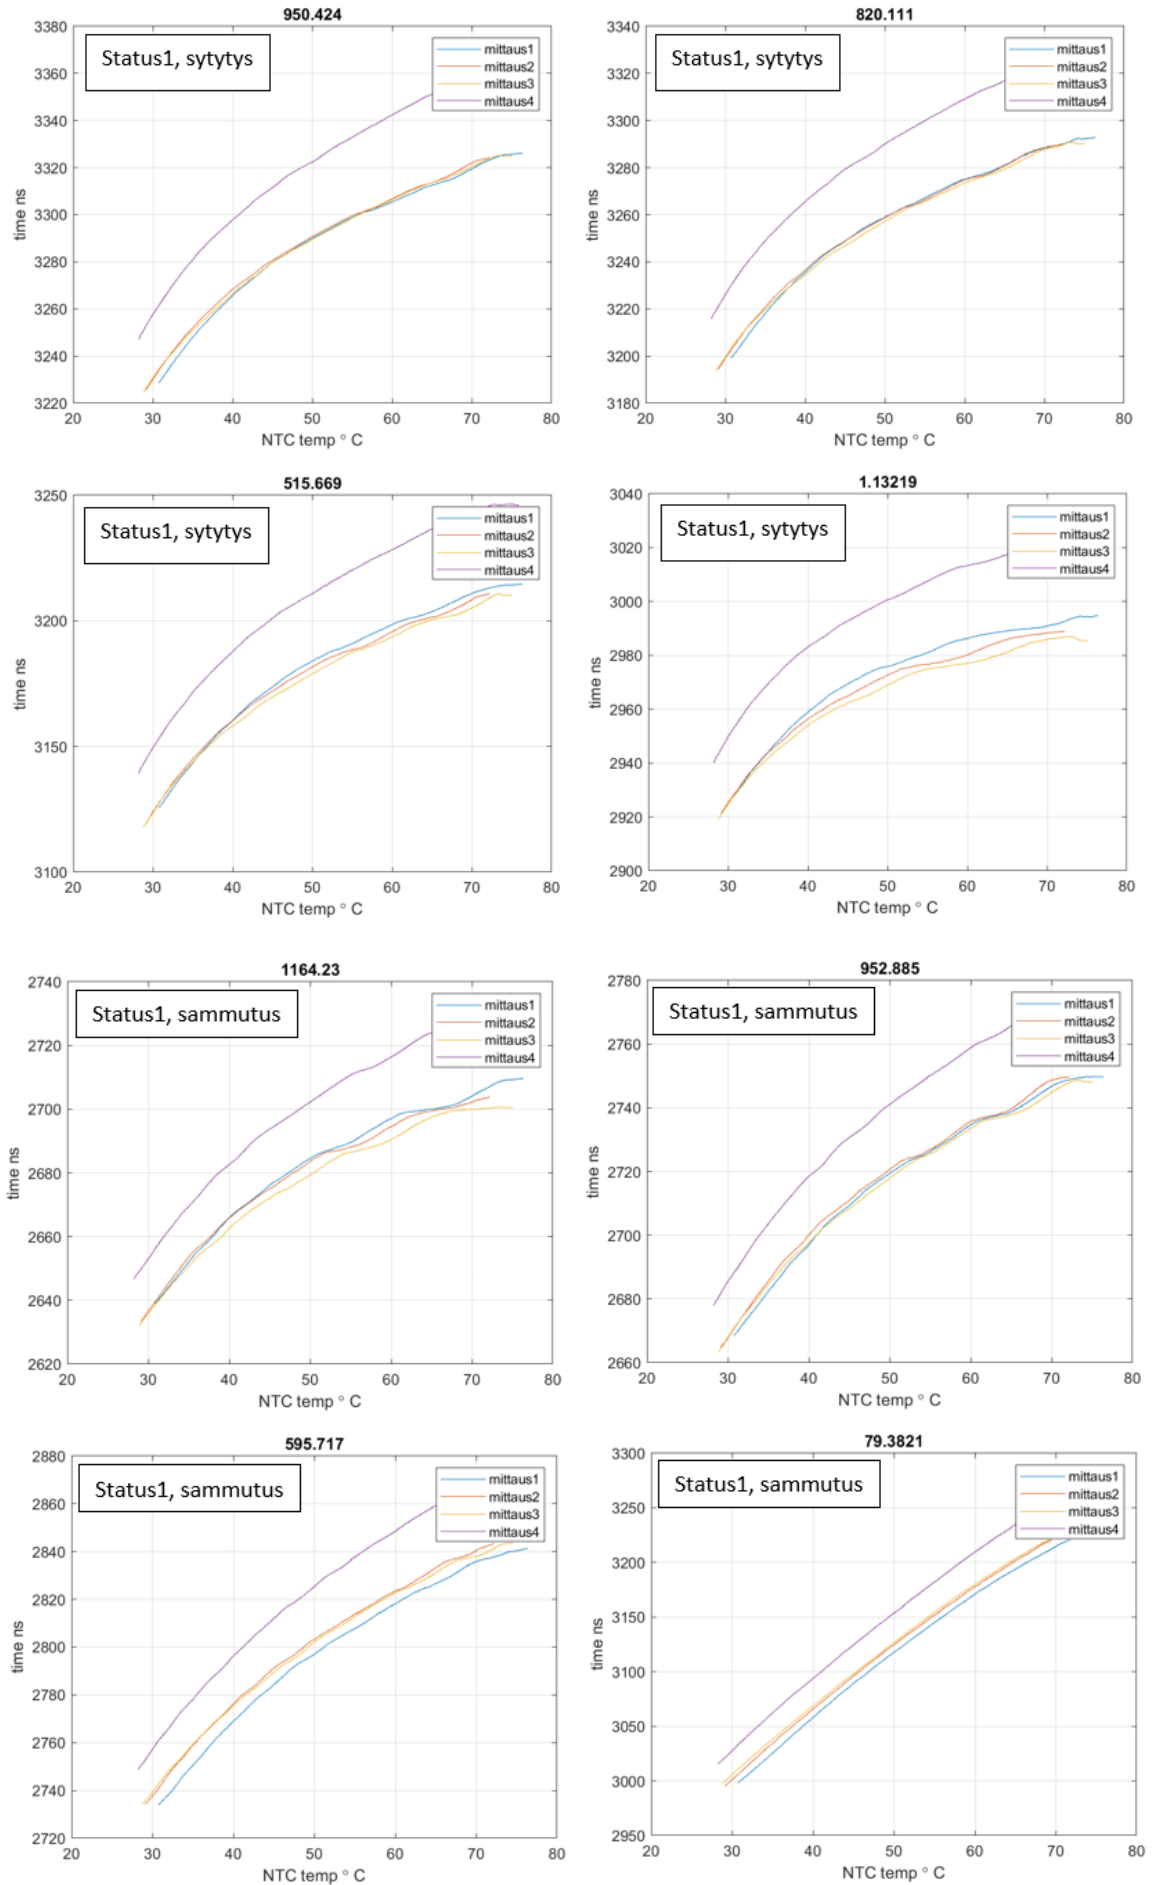 950.424
Status1, sytytys
mittaus1
mittaus2
mittaus3
mittaus4
3380
3360
3340
3320
3300
3280
3260
3240
3220
time ns
20 30 40 50 60 70 80
NTC temp ° C
820.111
Status1, sytytys
mittaus1
mittaus2
mittaus3
mittaus4
3340
3320
3300
3280
3260
3240
3220
3200
3180
time ns
20 30 40 50 60 70 80
NTC temp ° C
515.669
Status1, sytytys
mittaus1
mittaus2
mittaus3
mittaus4
3250
3200
3150
3100
time ns
20 30 40 50 60 70 80
NTC temp ° C
1.13219
Status1, sytytys
mittaus1
mittaus2
mittaus3
mittaus4
3040
3020
3000
2980
2960
2940
2920
2900
time ns
20 30 40 50 60 70 80
NTC temp ° C
1164.23
Status1, sammutus
mittaus1
mittaus2
mittaus3
mittaus4
2740
2720
2700
2680
2660
2640
2620
time ns
20 30 40 50 60 70 80
NTC temp ° C
952.885
Status1, sammutus
mittaus1
mittaus2
mittaus3
mittaus4
2780
2760
2740
2720
2700
2680
2660
time ns
20 30 40 50 60 70 80
NTC temp ° C
595.717
Status1, sammutus
mittaus1
mittaus2
mittaus3
mittaus4
2880
2860
2840
2820
2800
2780
2760
2740
2720
time ns
20 30 40 50 60 70 80
NTC temp ° C
79.3821
Status1, sammutus
mittaus1
mittaus2
mittaus3
mittaus4
3300
3250
3200
3150
3100
3050
3000
2950
time ns
20 30 40 50 60 70 80
NTC temp ° C